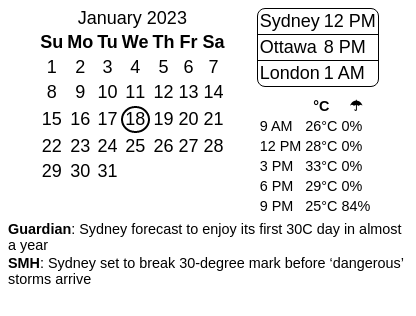 January 2023
Su Mo Tu We Th Fr Sa
1 2 3 4 5 6 7
8 9 10 11 12 13 14
15 16 17 18 19 20 21
22 23 24 25 26 27 28
29 30 31
Sydney 12 PM
Ottawa 8 PM
London 1 AM
°C ☂
9 AM 26°C 0%
12 PM 28°C 0%
3 PM 33°C 0%
6 PM 29°C 0%
9 PM 25°C 84%
Guardian: Sydney forecast to enjoy its first 30C day in almost
a year
SMH: Sydney set to break 30-degree mark before ‘dangerous’
storms arrive